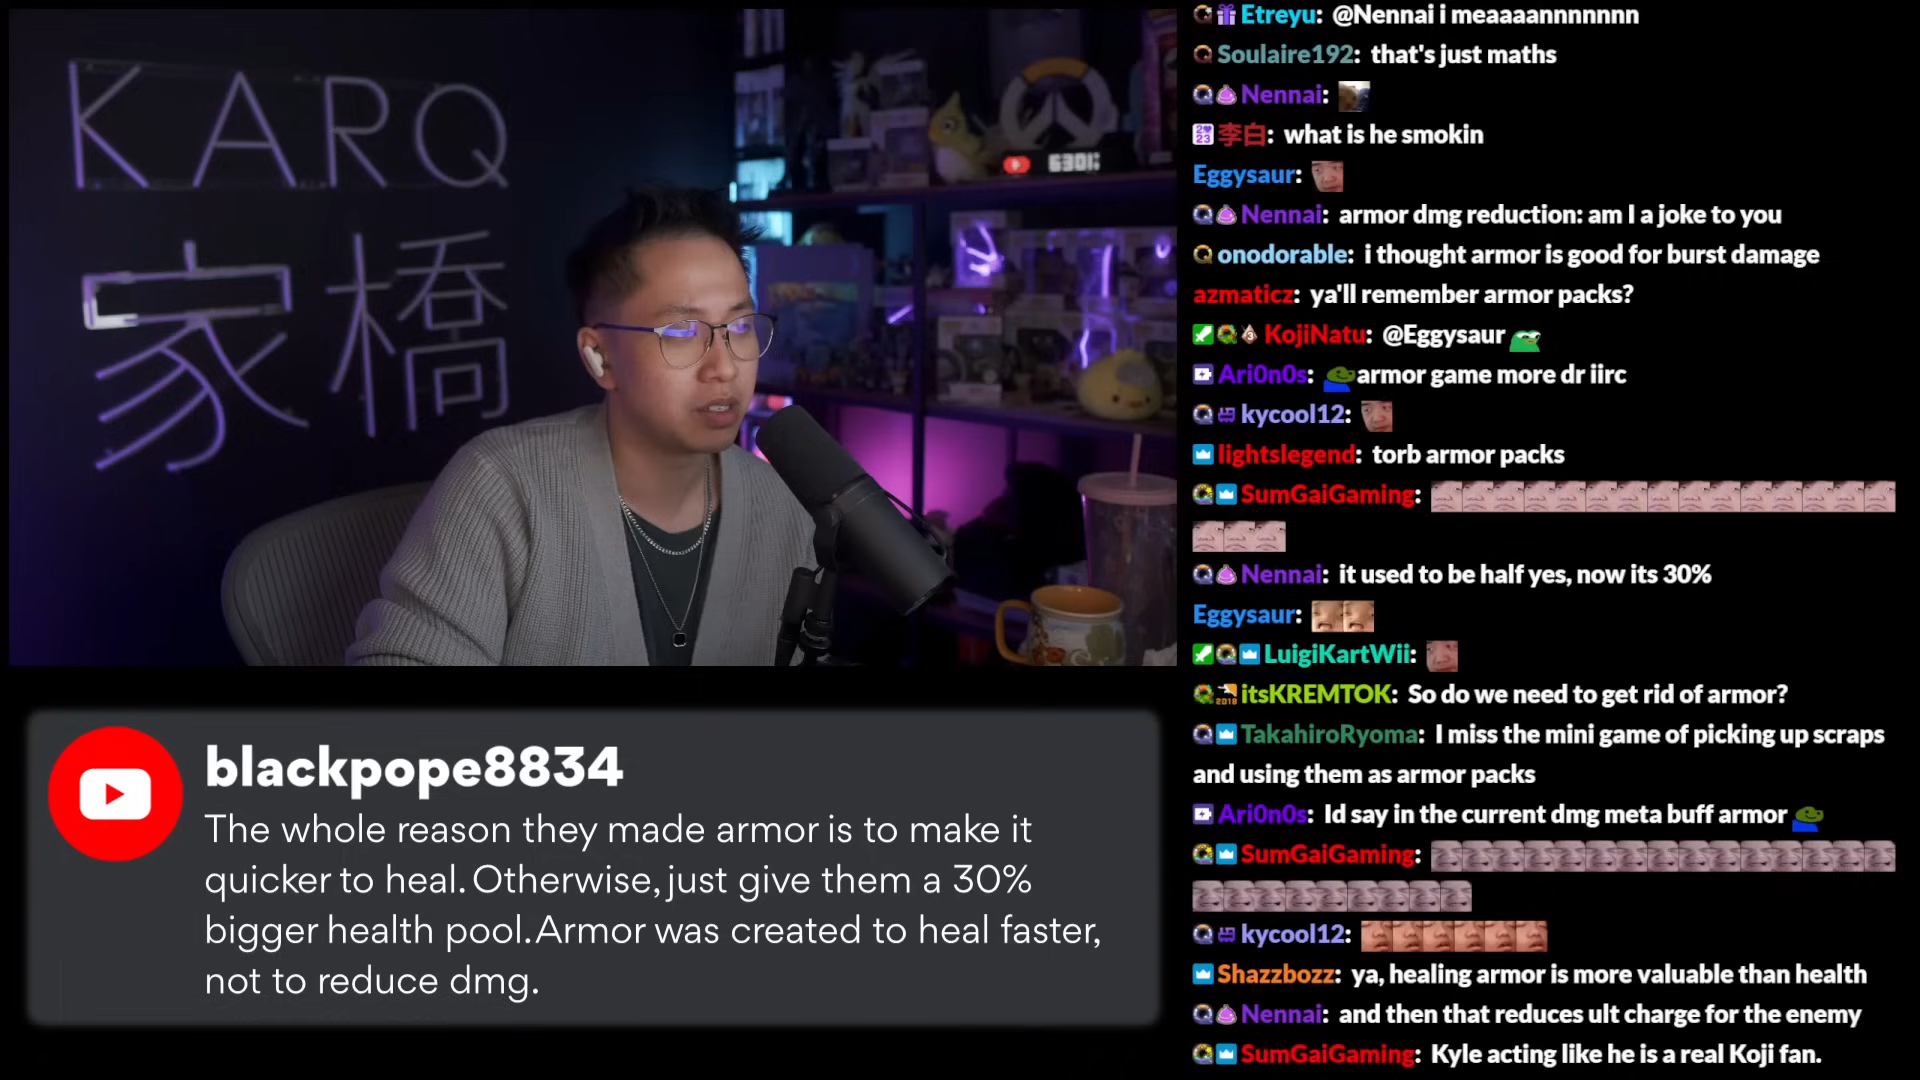 KARQ
家橋
6301
blackpope8834
The whole reason they made armor is to make it
quicker to heal. Otherwise, just give them a 30%
bigger health pool. Armor was created to heal faster,
not to reduce dmg.
Etreyu: @Nennai i meaaaannnnnnn
Soulaire192: that's just maths
Nennai:
李白: what is he smokin
Eggysaur:
Nennai: armor dmg reduction: am I a joke to you
onodorable: i thought armor is good for burst damage
azmaticz: ya'll remember armor packs?
KojiNatu: @Eggysaur
Ari0n0s: armor game more dr iirc
kycool12:
lightslegend: torb armor packs
SumGaiGaming:
Nennai: it used to be half yes, now its 30%
Eggysaur:
LuigiKartWii:
itsKREMTOK: So do we need to get rid of armor?
TakahiroRyoma: I miss the mini game of picking up scraps
and using them as armor packs
Ari0n0s: Id say in the current dmg meta buff armor
SumGaiGaming:
kycool12:
Shazzbozz: ya, healing armor is more valuable than health
Nennai: and then that reduces ult charge for the enemy
SumGaiGaming: Kyle acting like he is a real Koji fan.